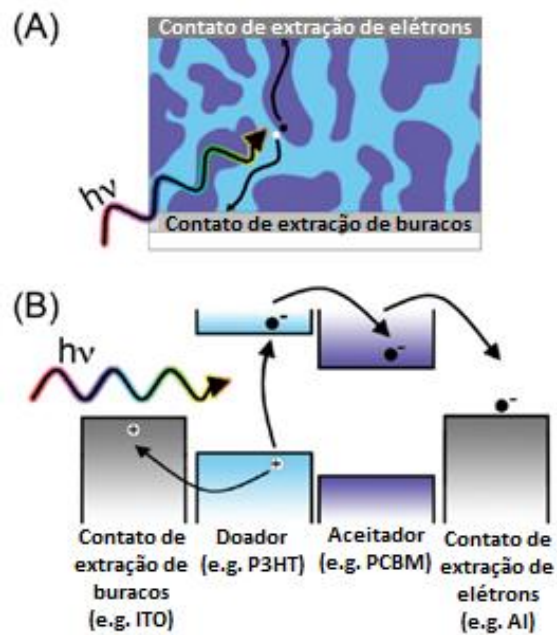 (A)
Contato de extração de elétrons
hν
Contato de extração de buracos
(B)
hν
Contato de
extração de
buracos
(e.g. ITO)
Doador
(e.g. P3HT)
Aceitador
(e.g. PCBM)
Contato de
extração de
elétrons
(e.g. Al)